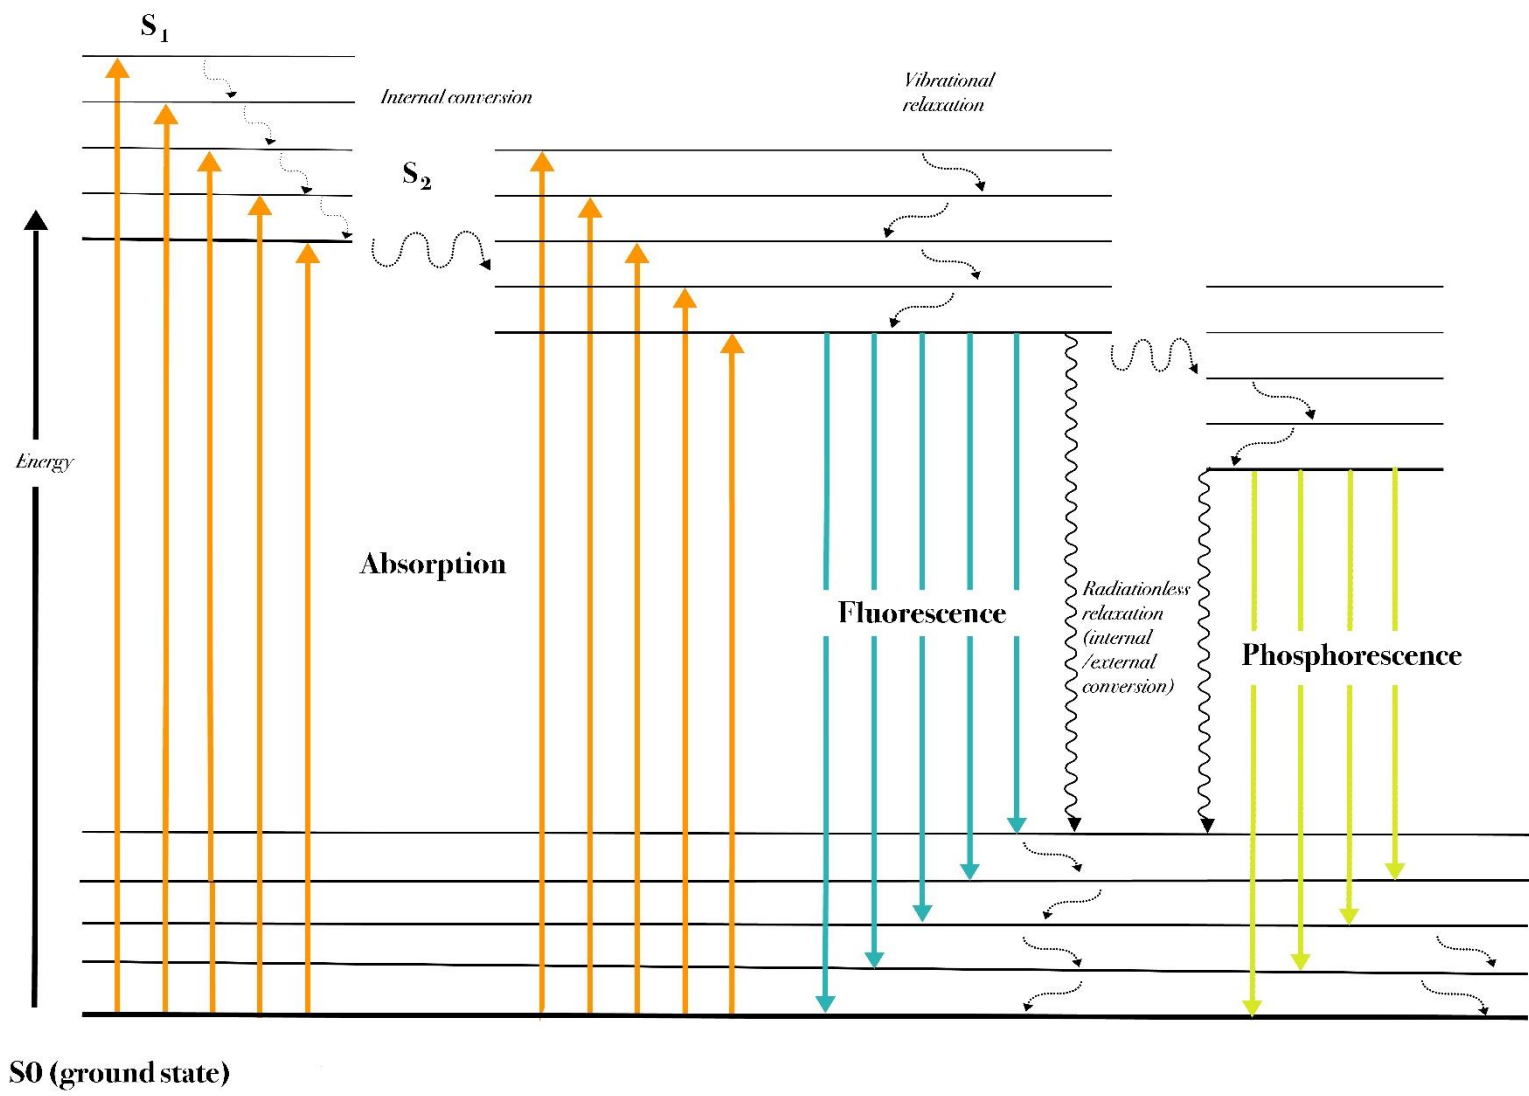 S₁
Internal conversion
Vibrational
relaxation
S₂
Energy
Absorption
Fluorescence
Radiationless
relaxation
(internal
/external
conversion)
Phosphorescence
S0 (ground state)